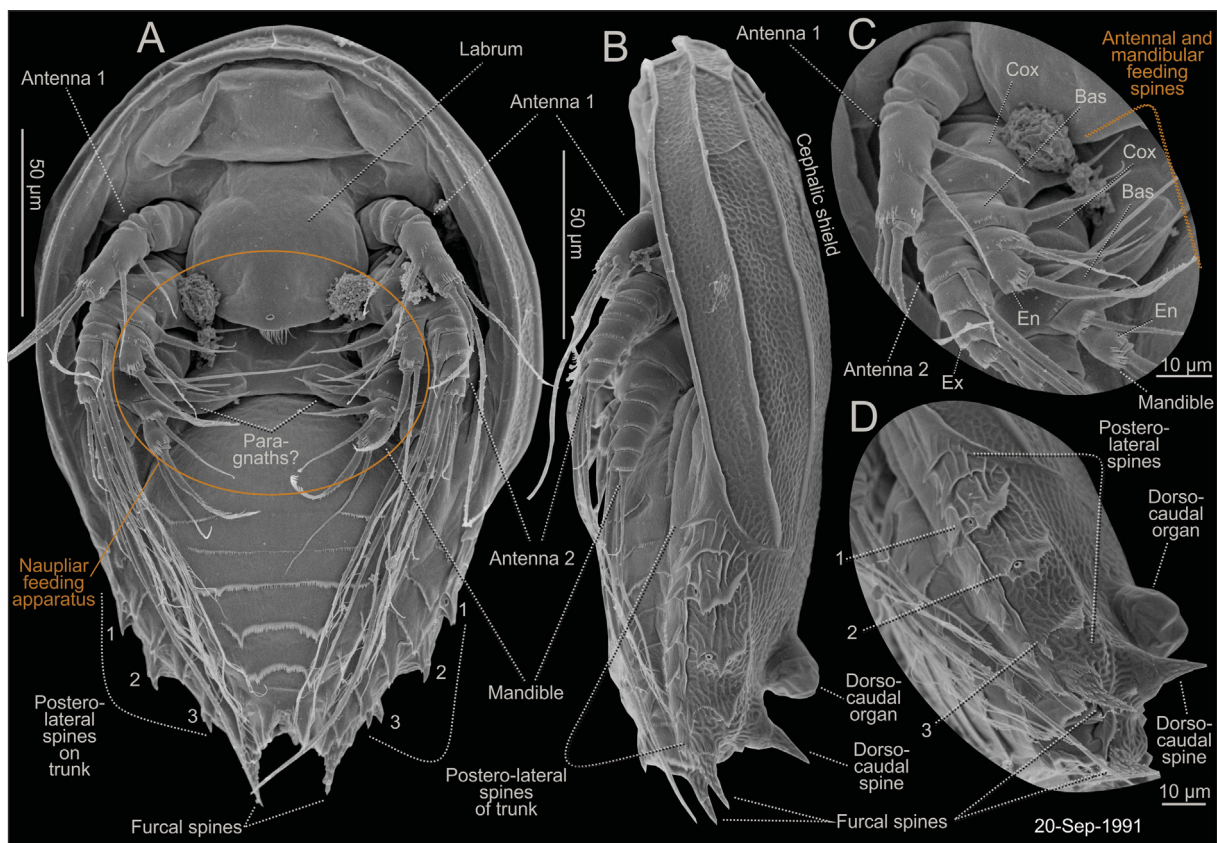 A
B
C
Antenna 1
Labrum
Antenna 1
Antenna 1
Cox
Bas
Cox
Bas
Antennal and
mandibular
feeding
spines
50 µm
50 µm
Cephalic shield
En
En
Antenna 2
Ex
10 µm
Mandible
Para-
gnaths?
D
Postero-
lateral
spines
Dorso-
caudal
organ
Naupliar
feeding
apparatus
Antenna 2
1
2
3
1
2
3
1
2
3
Mandible
Postero-
lateral
spines
on
trunk
Dorso-
caudal
organ
Postero-lateral
spines
of trunk
Dorso-
caudal
spine
Dorso-
caudal
spine
10 µm
Furcal spines
Furcal spines
20-Sep-1991